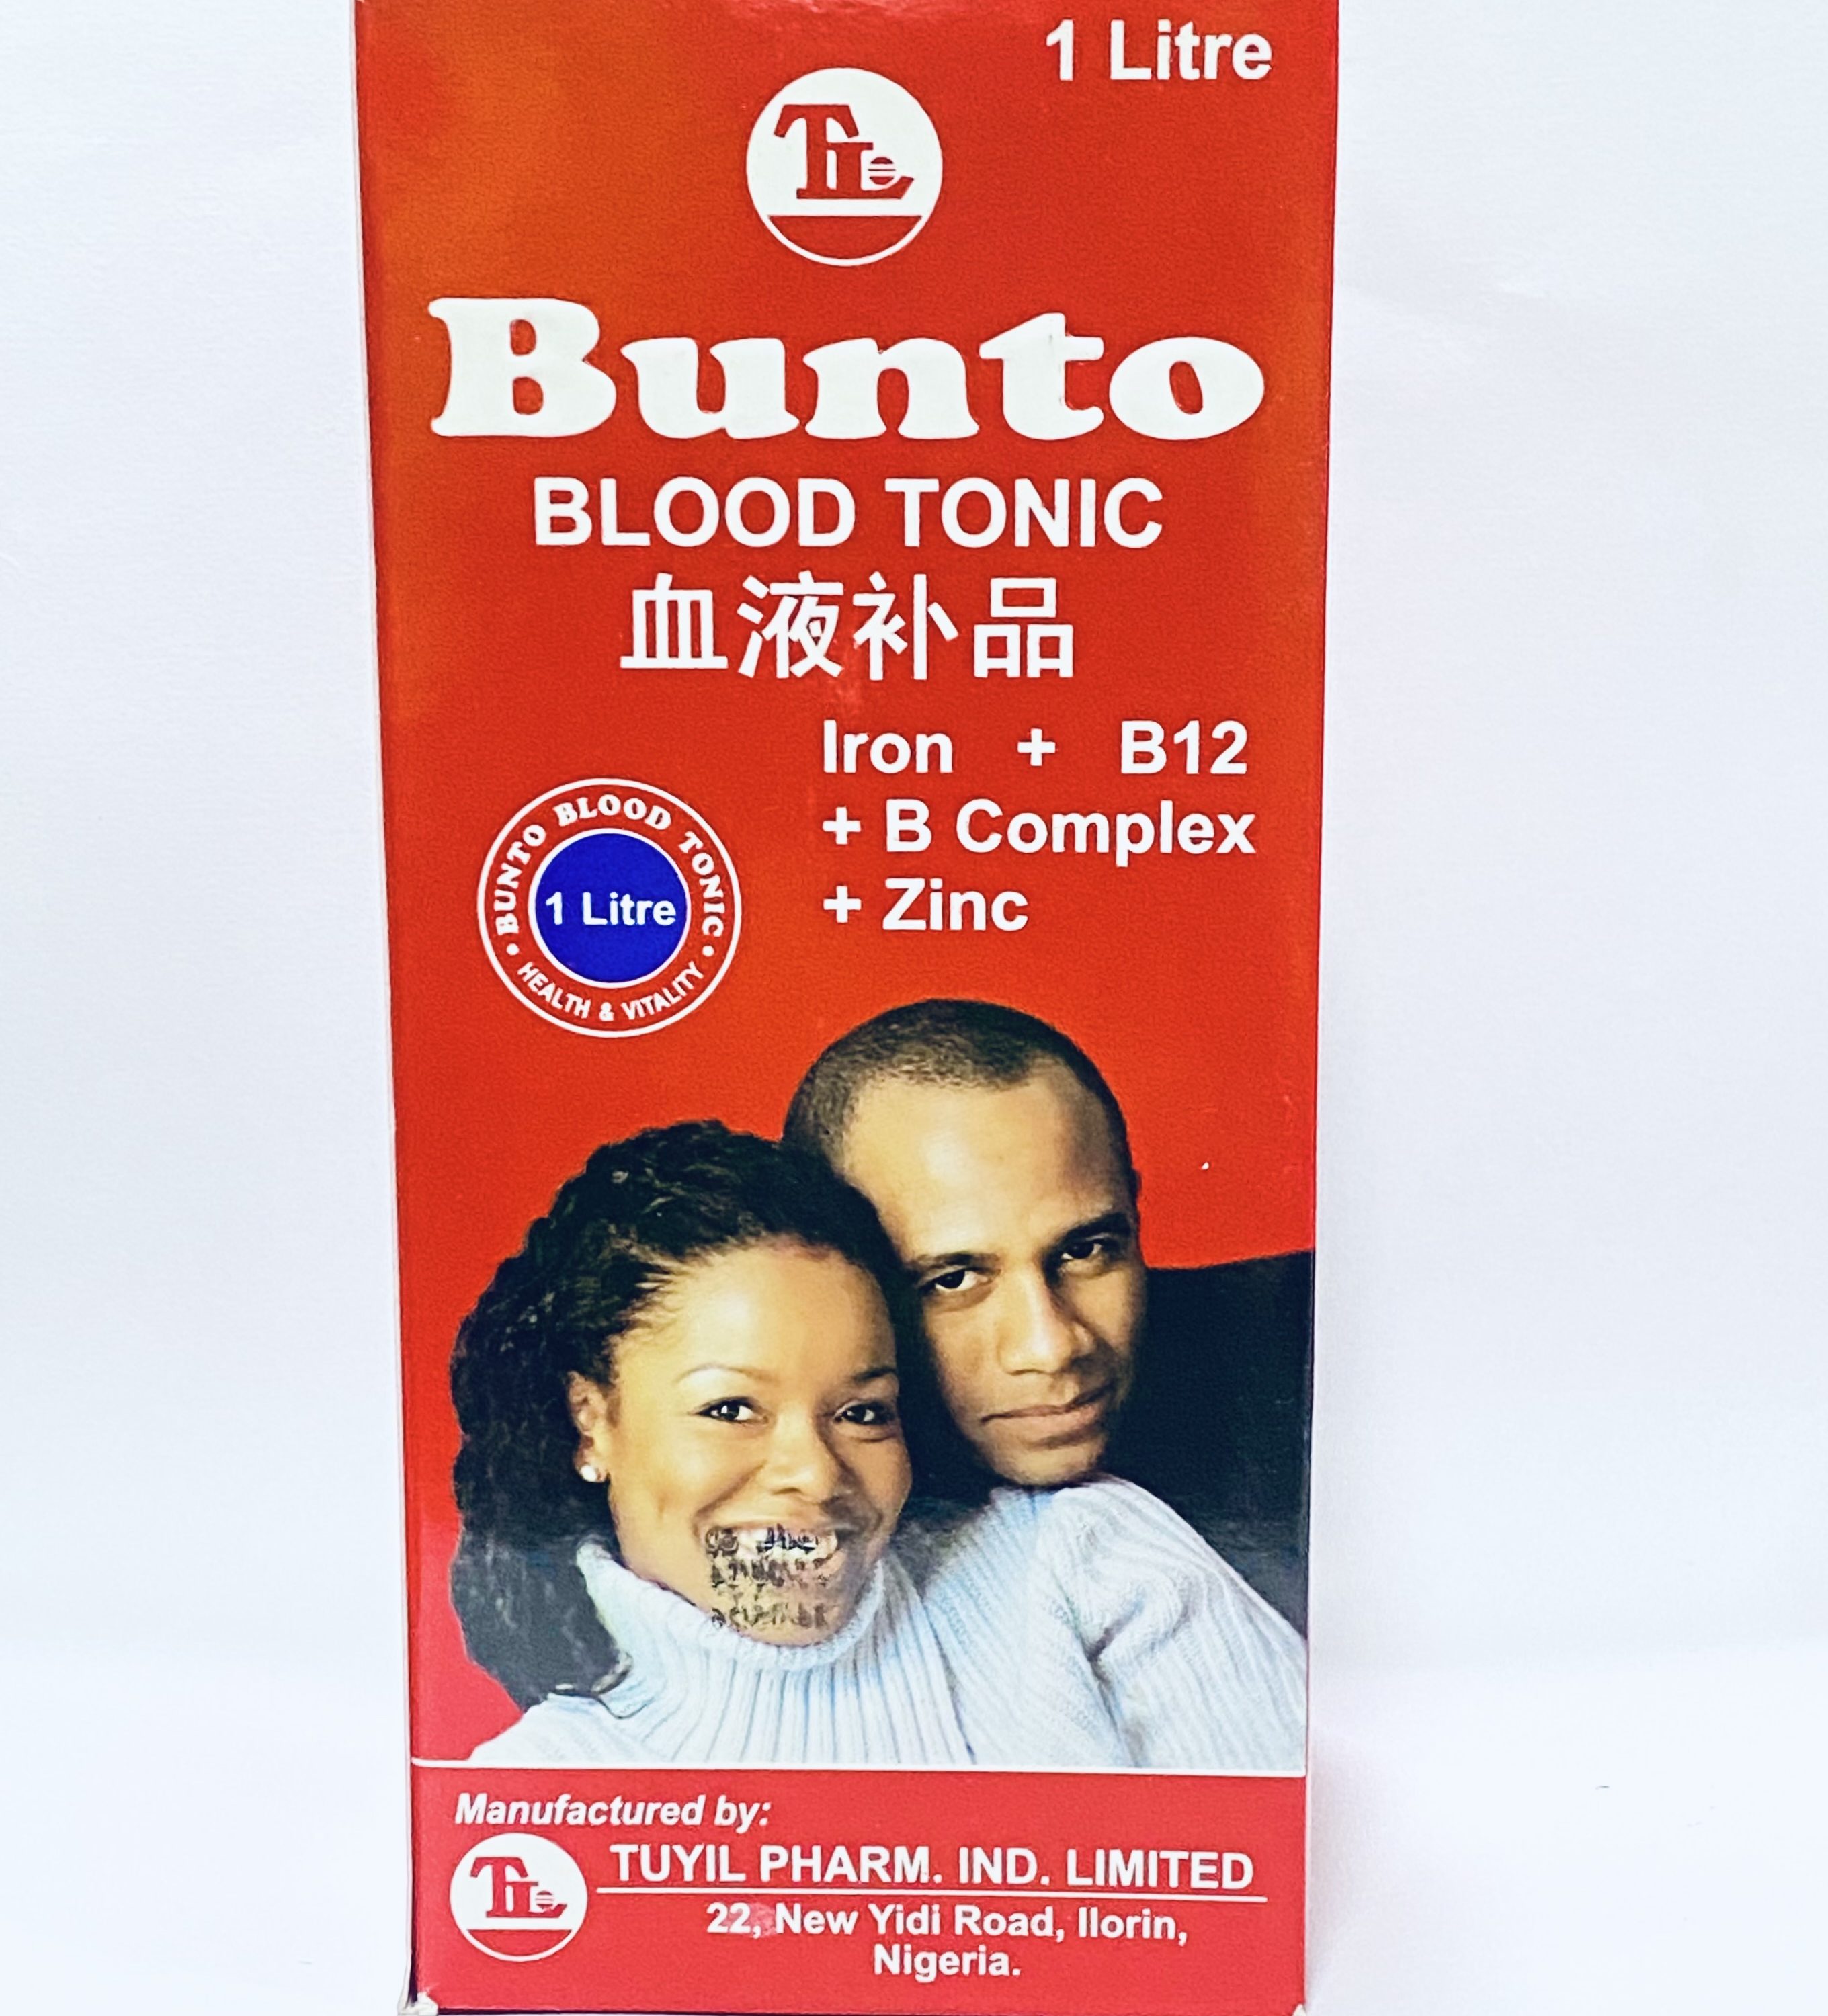 1 Litre
Bunto
BLOOD TONIC
血液补品
Iron + B12
+ B Complex
+ Zinc
BUNTO BLOOD TONIC
1 Litre
HEALTH & VITALITY
Manufactured by:
TUYIL PHARM. IND. LIMITED
22, New Yidi Road, Ilorin,
Nigeria.